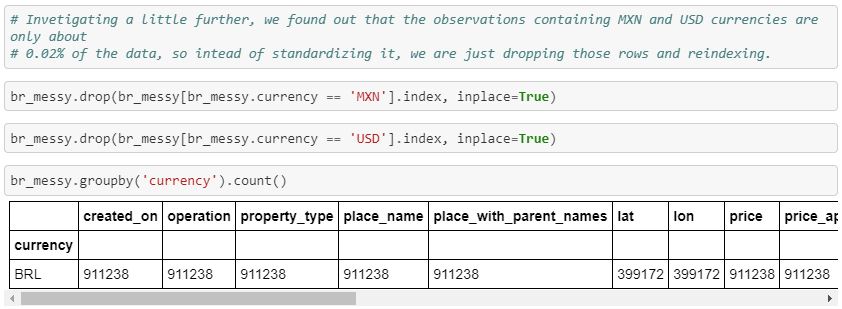 # Invetigating a little further, we found out that the observations containing MXN and USD currencies are
only about
# 0.02% of the data, so intead of standardizing it, we are just dropping those rows and reindexing.
br_messy.drop(br_messy[br_messy.currency == 'MXN'].index, inplace=True)
br_messy.drop(br_messy[br_messy.currency == 'USD'].index, inplace=True)
br_messy.groupby('currency').count()
created_on operation property_type place_name place_with_parent_names lat lon price price_ap
currency
BRL 911238 911238 911238 911238 911238 399172 399172 911238 911238